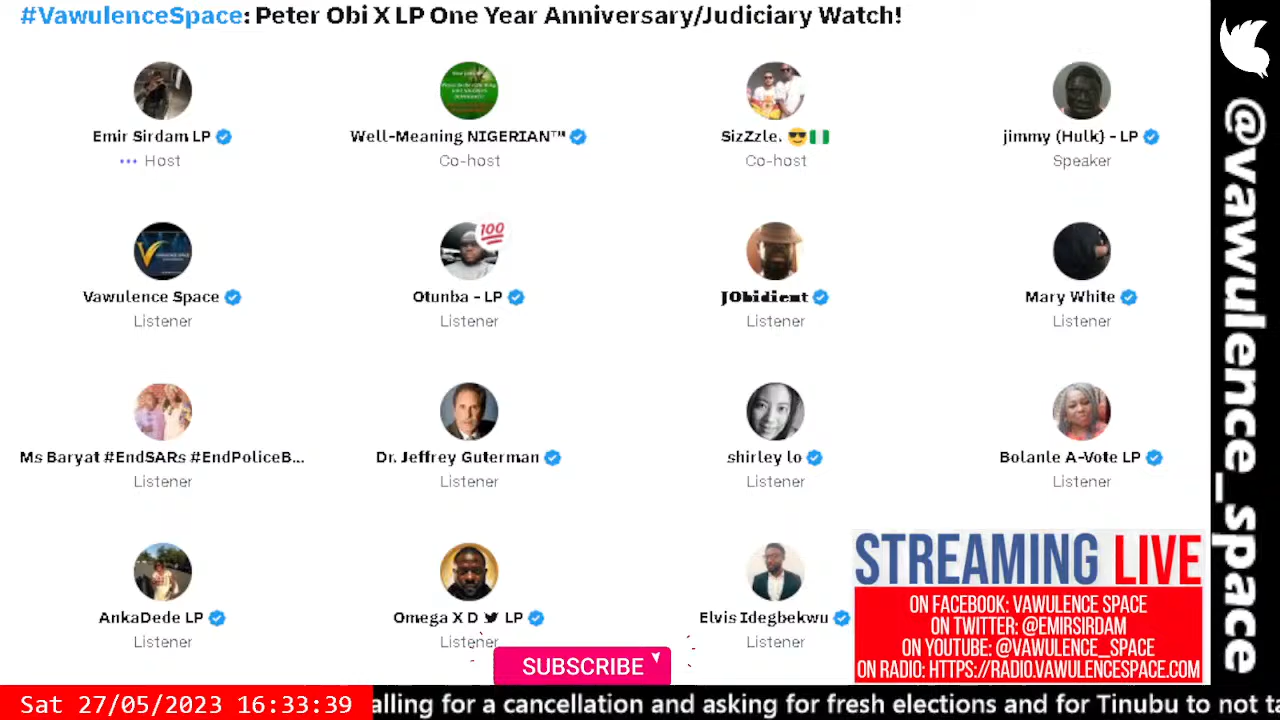 #VawulenceSpace: Peter Obi X LP One Year Anniversary/Judiciary Watch!
Emir Sirdam LP
Host
Well-Meaning NIGERIAN™
Co-host
SizZzle. 😎🇳🇬
Co-host
jimmy (Hulk) - LP
Speaker
Vawulence Space
Listener
100
Otunba - LP
Listener
JObidient
Listener
Mary White
Listener
Ms Baryat #EndSARs #EndPoliceB...
Listener
Dr. Jeffrey Guterman
Listener
shirley lo
Listener
Bolanle A-Vote LP
Listener
AnkaDede LP
Listener
Omega X D LP
Listener
Elvis Idegbekwu
Listener
STREAMING LIVE
ON FACEBOOK: VAWULENCE SPACE
ON TWITTER: @EMIRSIRDAM
ON YOUTUBE: @VAWULENCE_SPACE
ON RADIO: HTTPS://RADIO.VAWULENCESPACE.COM
SUBSCRIBE
@vawulence_space
Sat 27/05/2023 16:33:39
alling for a cancellation and asking for fresh elections and for Tinubu to not ta